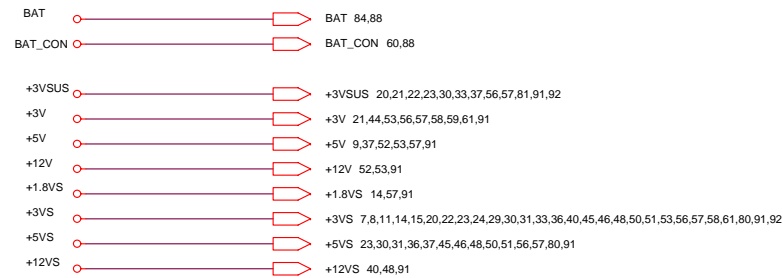 BAT BAT 84,88
BAT_CON BAT_CON 60,88
+3VSUS +3VSUS 20,21,22,23,30,33,37,56,57,81,91,92
+3V +3V 21,44,53,56,57,58,59,61,91
+5V +5V 9,37,52,53,57,91
+12V +12V 52,53,91
+1.8VS +1.8VS 14,57,91
+3VS +3VS 7,8,11,14,15,20,22,23,24,29,30,31,33,36,40,45,46,48,50,51,53,56,57,58,61,80,91,92
+5VS +5VS 23,30,31,36,37,45,46,48,50,51,56,57,80,91
+12VS +12VS 40,48,91